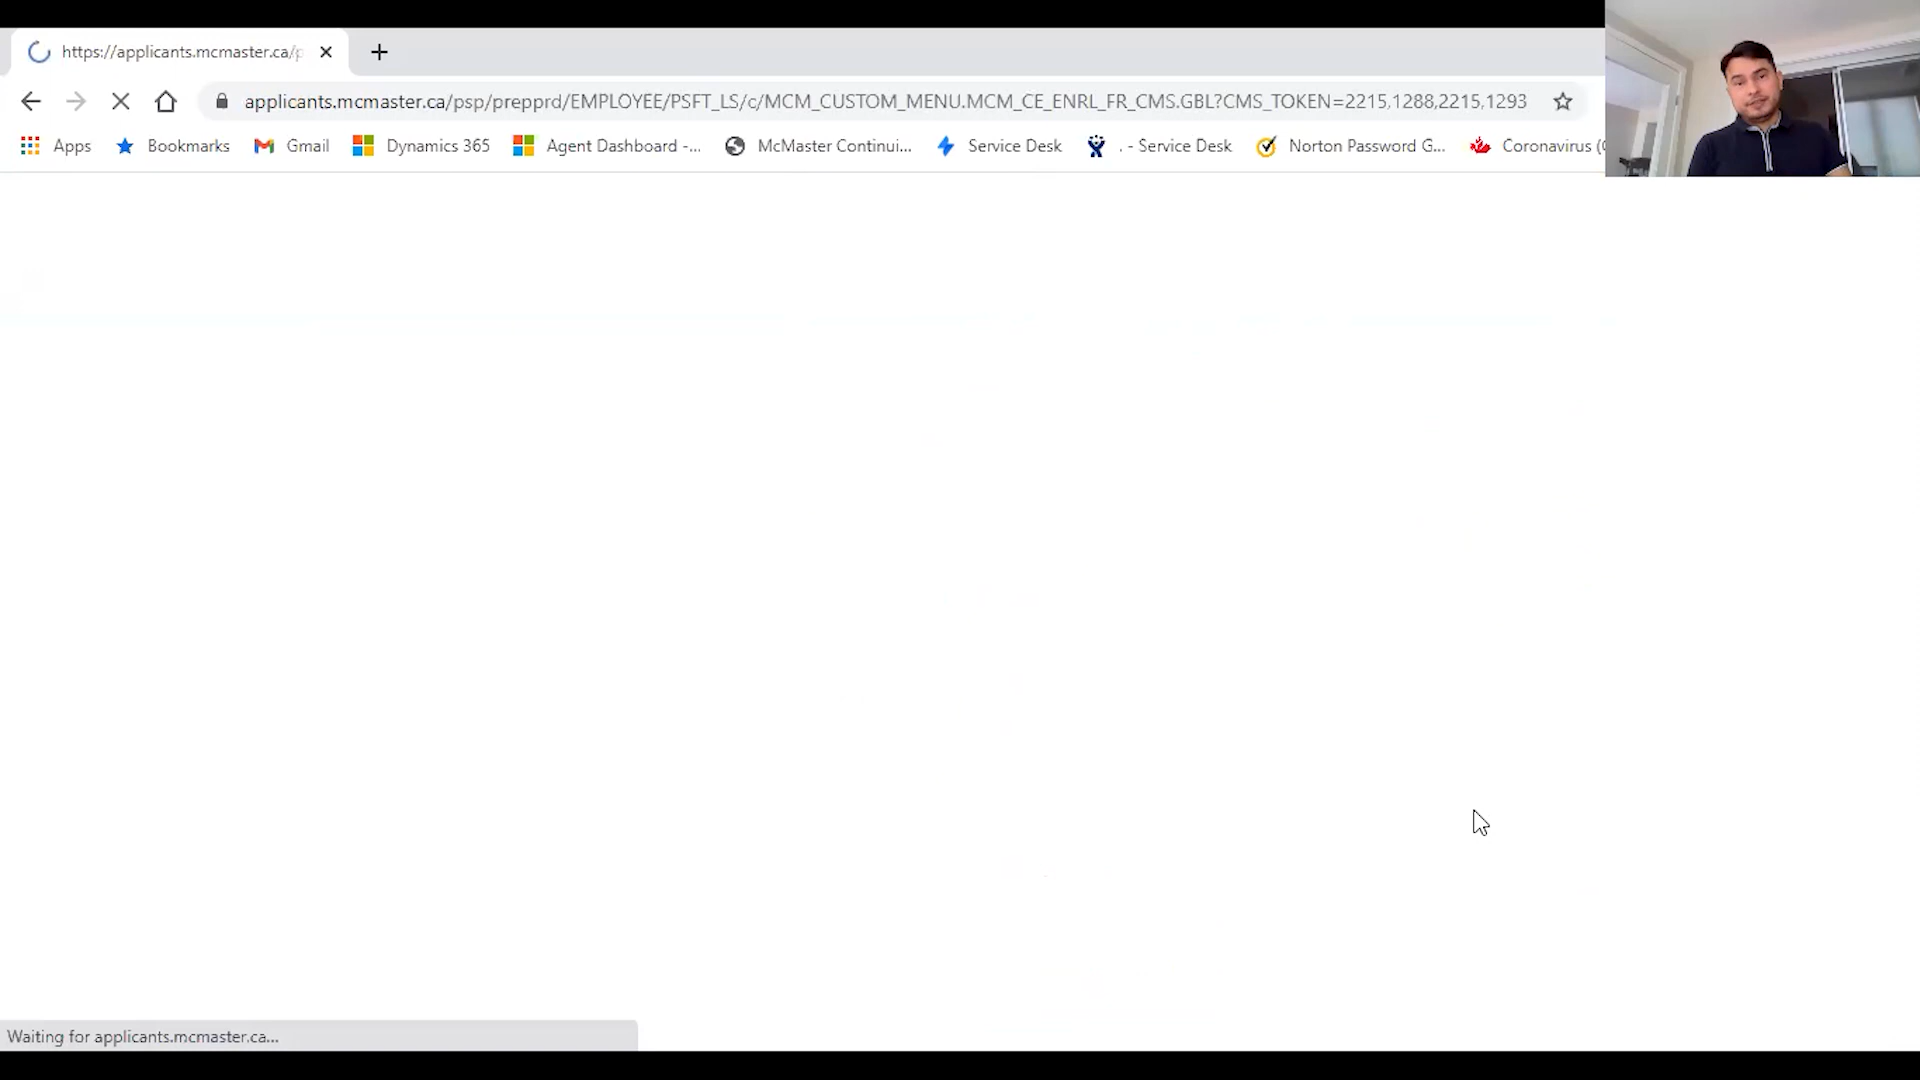 https://applicants.mcmaster.ca/p
applicants.mcmaster.ca/psp/prepprd/EMPLOYEE/PSFT_LS/c/MCM_CUSTOM_MENU.MCM_CE_ENRL_FR_CMS.GBL?CMS_TOKEN=2215,1288,2215,1293
Apps Bookmarks Gmail Dynamics 365 Agent Dashboard -... McMaster Continui... Service Desk . - Service Desk Norton Password G... Coronavirus (
Waiting for applicants.mcmaster.ca...